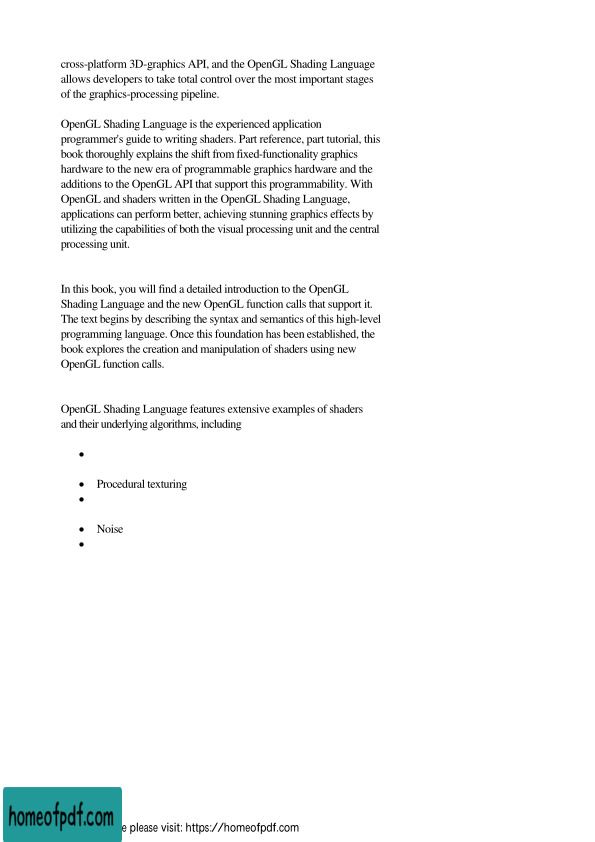 cross-platform 3D-graphics API, and the OpenGL Shading Language
allows developers to take total control over the most important stages
of the graphics-processing pipeline.
OpenGL Shading Language is the experienced application
programmer's guide to writing shaders. Part reference, part tutorial, this
book thoroughly explains the shift from fixed-functionality graphics
hardware to the new era of programmable graphics hardware and the
additions to the OpenGL API that support this programmability. With
OpenGL and shaders written in the OpenGL Shading Language,
applications can perform better, achieving stunning graphics effects by
utilizing the capabilities of both the visual processing unit and the central
processing unit.
In this book, you will find a detailed introduction to the OpenGL
Shading Language and the new OpenGL function calls that support it.
The text begins by describing the syntax and semantics of this high-level
programming language. Once this foundation has been established, the
book explores the creation and manipulation of shaders using new
OpenGL function calls.
OpenGL Shading Language features extensive examples of shaders
and their underlying algorithms, including
•
• Procedural texturing
•
• Noise
•
homeofpdf.com
e please visit: https://homeofpdf.com